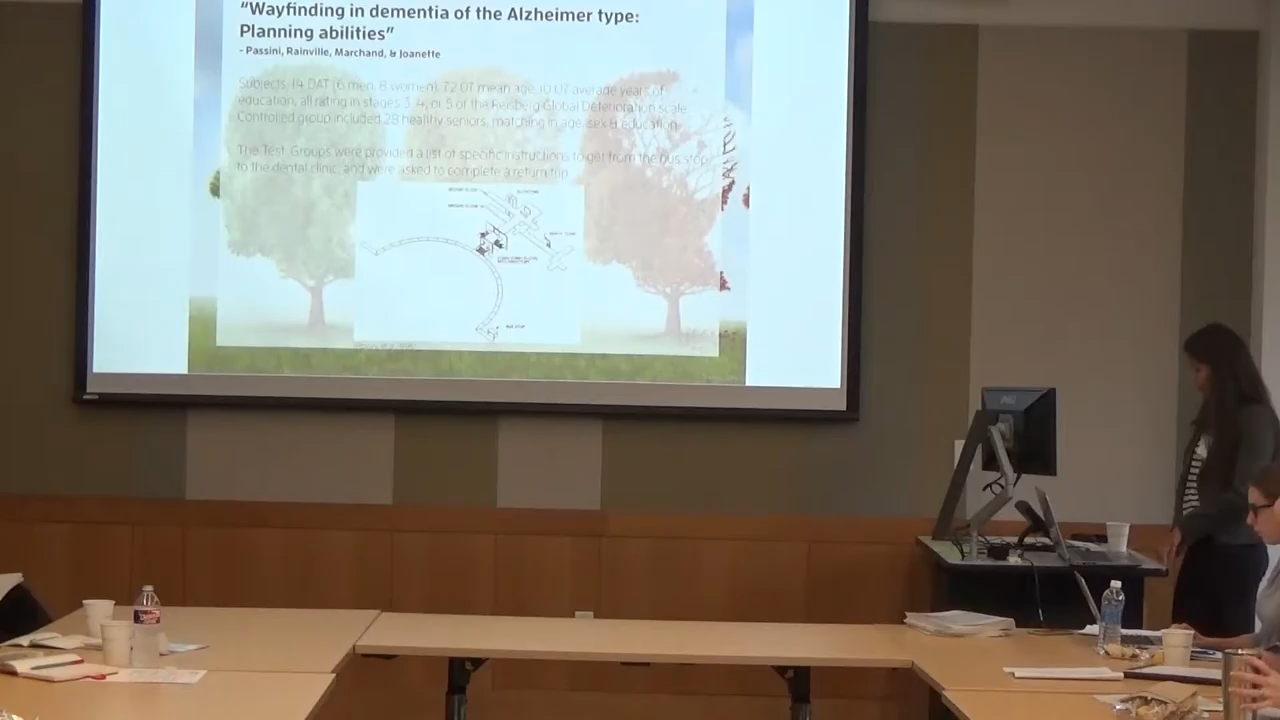 “Wayfinding in dementia of the Alzheimer type:
Planning abilities”
- Passini, Rainville, Marchand, & Joanette
Subjects: 14 DAT (6 men, 8 women), 72.07 mean age, 10.07 average years of
education, all rating in stages 3, 4, or 5 of the Reisberg Global Deterioration scale.
Controlled group included 28 healthy seniors, matching in age, sex & education.
The Test: Groups were provided a list of specific instructions to get from the bus stop
to the dental clinic, and were asked to complete a return trip.
BUS STOP